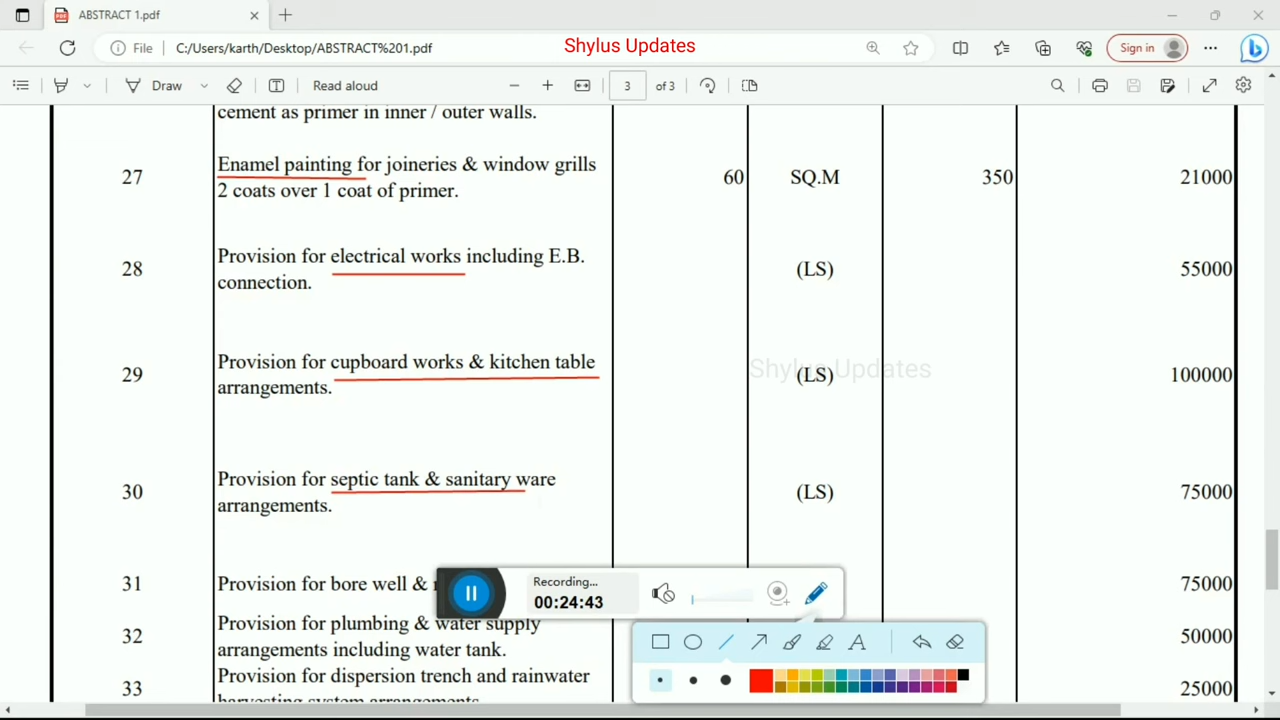 ABSTRACT 1.pdf
File
C:/Users/karth/Desktop/ABSTRACT%201.pdf
Shylus Updates
Sign in
Draw
Read aloud
3 of 3
cement as primer in inner / outer walls.
27 Enamel painting for joineries & window grills 60 SQ.M 350 21000
2 coats over 1 coat of primer.
28 Provision for electrical works including E.B. (LS) 55000
connection.
29 Provision for cupboard works & kitchen table (LS) 100000
arrangements.
Shylus Updates
30 Provision for septic tank & sanitary ware (LS) 75000
arrangements.
31 Provision for bore well & 75000
Recording...
00:24:43
32 Provision for plumbing & water supply 50000
arrangements including water tank.
33 Provision for dispersion trench and rainwater 25000
harvesting system arrangements